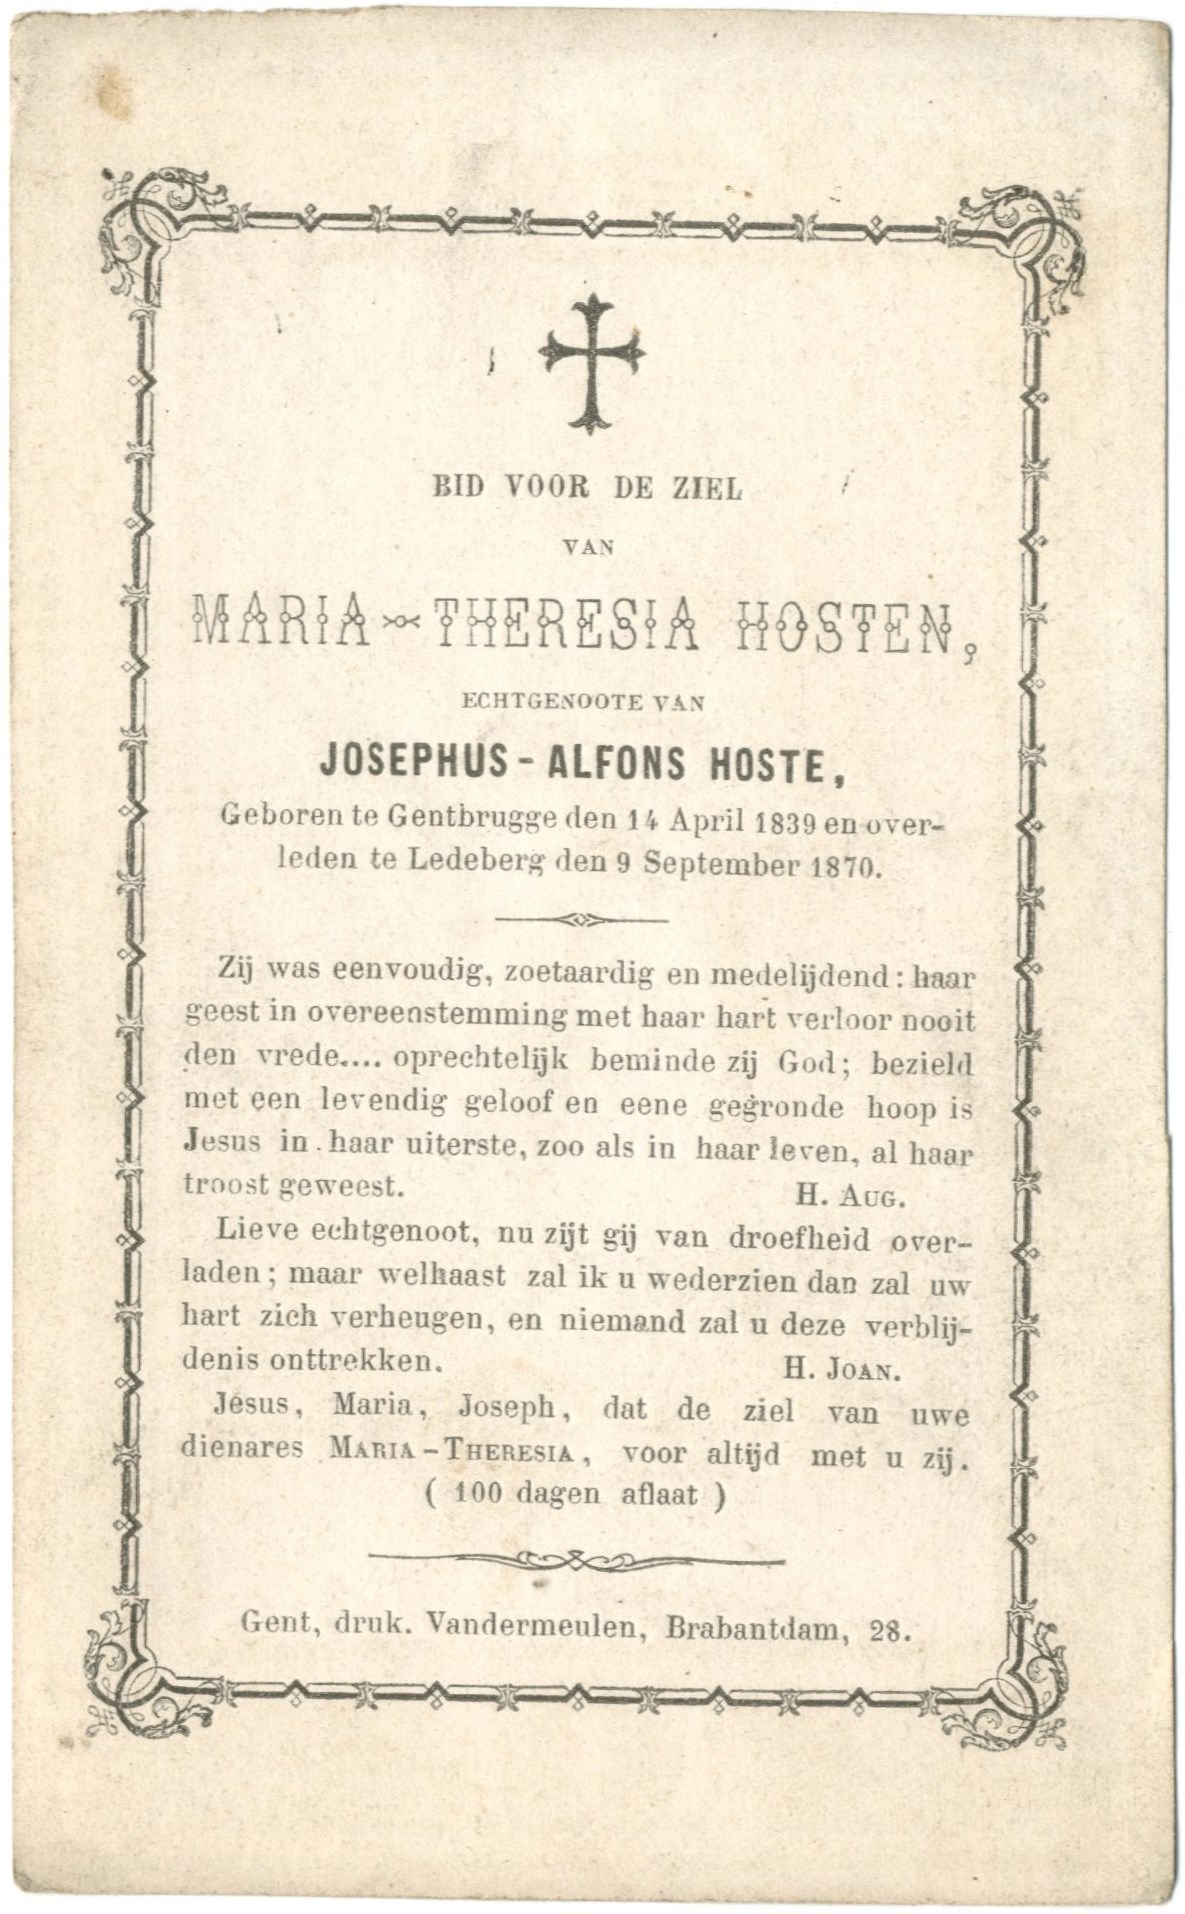 BID VOOR DE ZIEL
VAN
MARIA-THERESIA HOSTEN,
ECHTGENOOTE VAN
JOSEPHUS-ALFONS HOSTE,
Geboren te Gentbrugge den 14 April 1839 en over-
leden te Ledeberg den 9 September 1870.
Zij was eenvoudig, zoetaardig en medelijdend: haar
geest in overeenstemming met haar hart verloor nooit
den vrede.... oprechtelijk beminde zij God; bezield
met een levendig geloof en eene gegronde hoop is
Jesus in haar uiterste, zoo als in haar leven, al haar
troost geweest. H. AUG.
Lieve echtgenoot, nu zijt gij van droefheid over-
laden; maar welhaast zal ik u wederzien dan zal uw
hart zich verheugen, en niemand zal u deze verblij-
denis onttrekken. H. JOAN.
Jesus, Maria, Joseph, dat de ziel van uwe
dienares MARIA-THERESIA, voor altijd met u zij.
( 100 dagen aflaat )
Gent, druk. Vandermeulen, Brabantdam, 28.